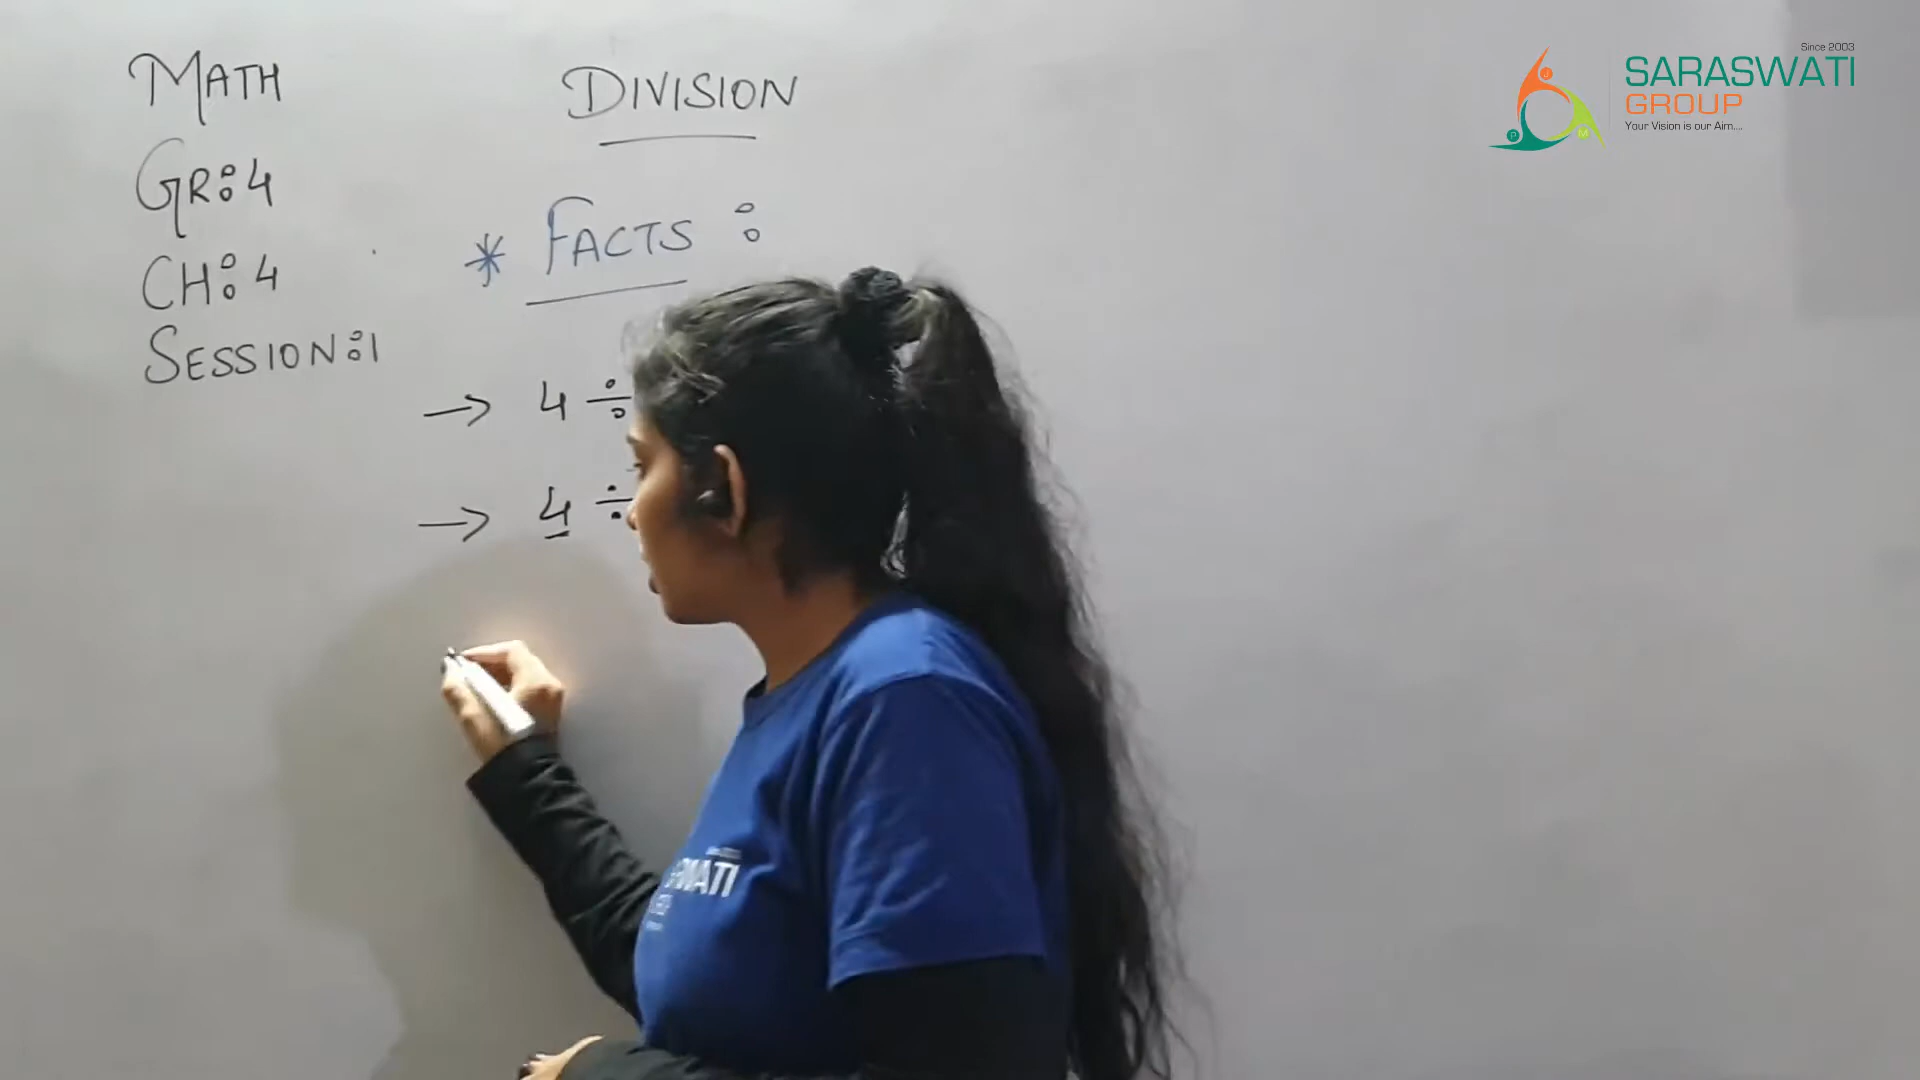 MATH
GR:4
CH:4
SESSION:1
DIVISION
* FACTS :
→ 4 ÷
→ 4 ÷
Since 2003
SARASWATI
GROUP
Your Vision is our Aim....
J
P
M